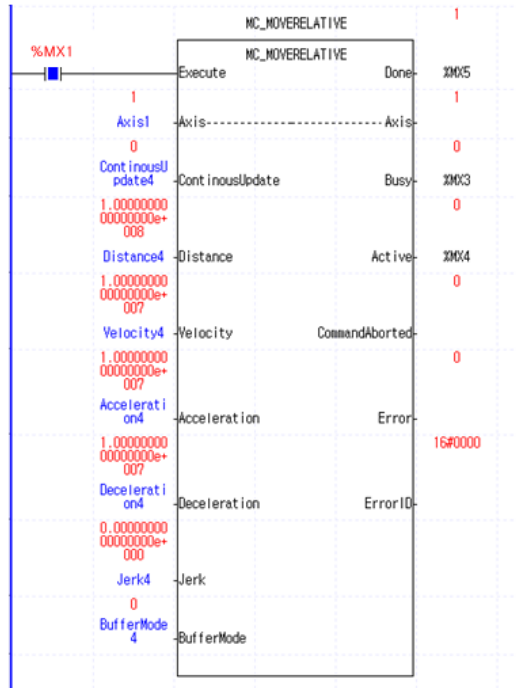 MC_MOVERELATIVE 1
%MX1 MC_MOVERELATIVE
Execute Done %MX5
1 1
Axis1 Axis Axis
0 0
ContinousU
pdate4 ContinousUpdate Busy %MX3
1.00000000 0
00000000e+
008
Distance4 Distance Active %MX4
1.00000000 0
00000000e+
007
Velocity4 Velocity CommandAborted
1.00000000 0
00000000e+
007
Accelerati
on4 Acceleration Error
1.00000000 16#0000
00000000e+
007
Decelerati
on4 Deceleration ErrorID
0.00000000
00000000e+
000
Jerk4 Jerk
0
BufferMode
4 BufferMode